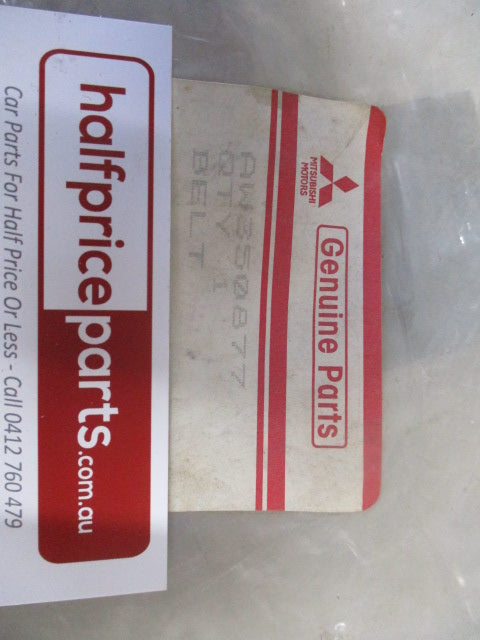 MITSUBISHI
MOTORS
Genuine Parts
AW350877
QTY 1
BELT
halfpriceparts.com.au
Car Parts For Half Price Or Less - Call 0412 760 479